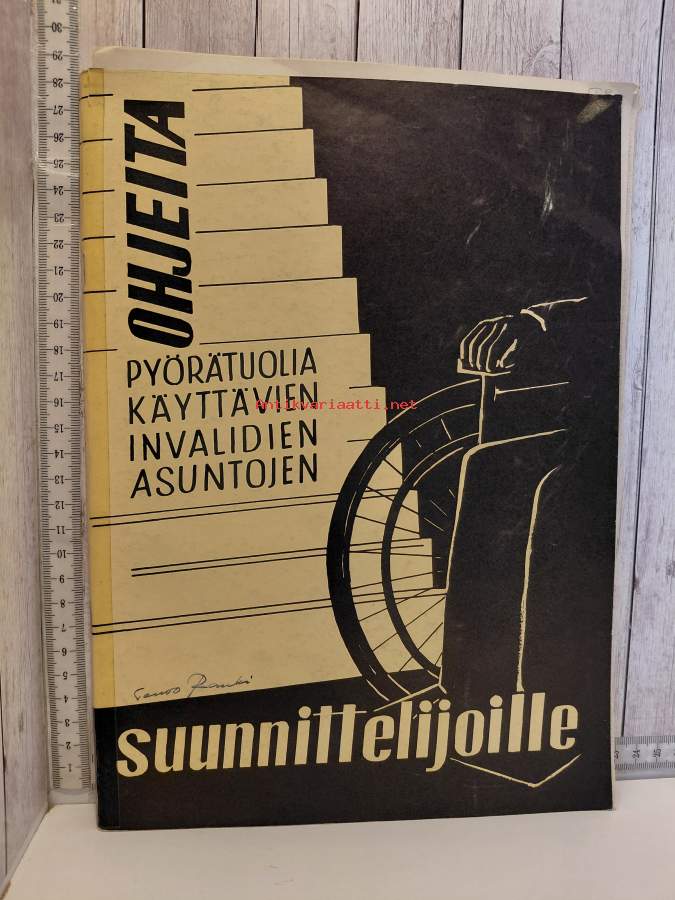 OHJEITA
PYÖRÄTUOLIA
KÄYTTÄVIEN
Antikvariaatti.net
INVALIDIEN
ASUNTOJEN
suunnittelijoille